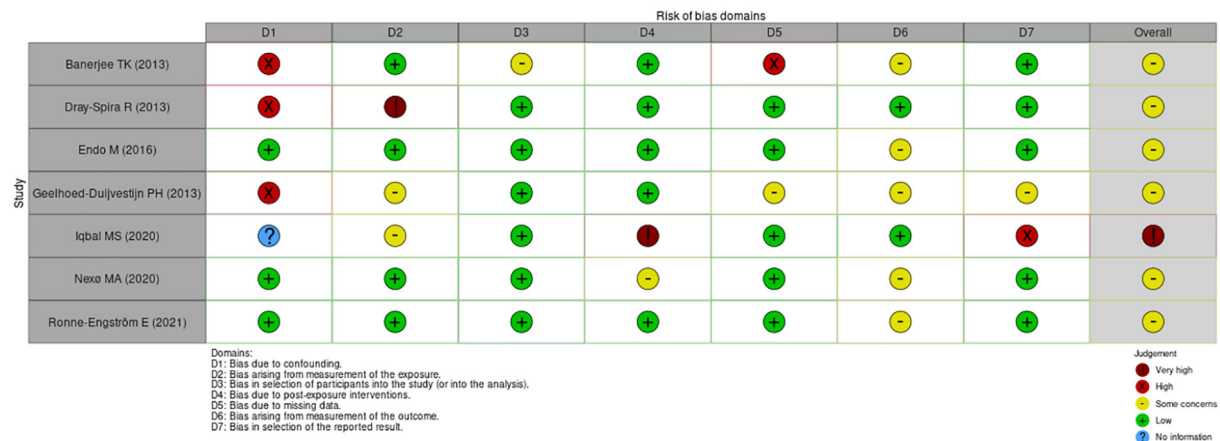 Risk of bias domains
D1 D2 D3 D4 D5 D6 D7 Overall
Study
Banerjee TK (2013) X + - + X - + -
Dray-Spira R (2013) X ! + + + + + -
Endo M (2016) + + + + + - + -
Geelhoed-Duijvestijn PH (2013) X - + + - - - -
Iqbal MS (2020) ? - + ! + + X !
Nexø MA (2020) + + + - + - + -
Ronne-Engström E (2021) + + + + + - + -
Domains:
D1: Bias due to confounding.
D2: Bias arising from measurement of the exposure.
D3: Bias in selection of participants into the study (or into the analysis).
D4: Bias due to post-exposure interventions.
D5: Bias due to missing data.
D6: Bias arising from measurement of the outcome.
D7: Bias in selection of the reported result.
Judgement
! Very high
X High
- Some concerns
+ Low
? No information